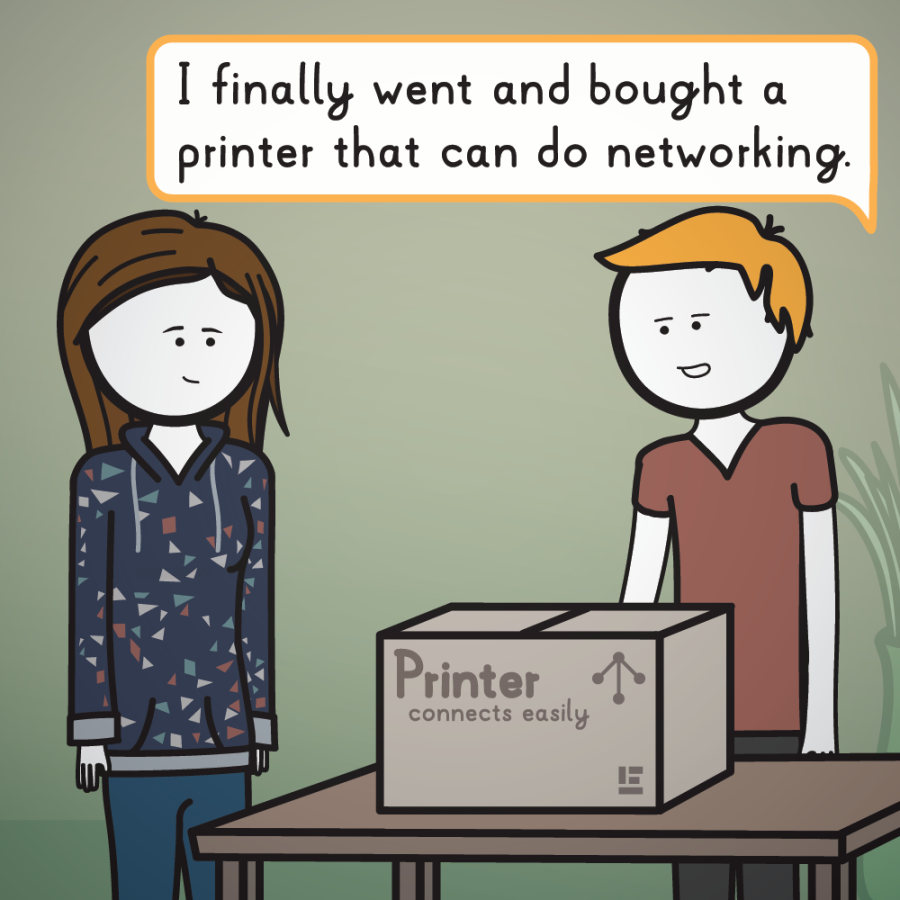 I finally went and bought a
printer that can do networking.
Printer
connects easily